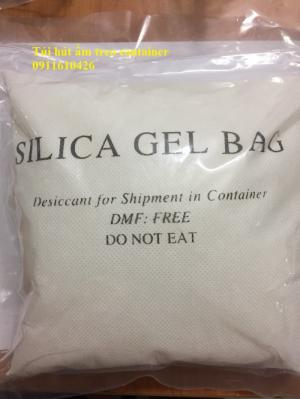 Túi hút ẩm treo container
0911610426
SILICA GEL BAG
Desiccant for Shipment in Container
DMF: FREE
DO NOT EAT